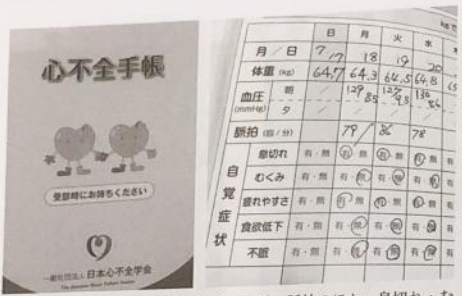 心不全手帳
受診時にお持ちください
一般社団法人 日本心不全学会
日 月 火 水
月／日 7/17 18 19 20
体重 (kg) 64.7 64.3 64.5 64.8
血圧 (mmHg)
朝 129 85 127 93 130 86
夕
脈拍 (回/分) 79 86 78
自覚症状
息切れ 有・無 有・無 有・無 有・無
むくみ 有・無 有・無 有・無 有・無
疲れやすさ 有・無 有・無 有・無 有・無
食欲低下 有・無 有・無 有・無 有・無
不眠 有・無 有・無 有・無 有・無